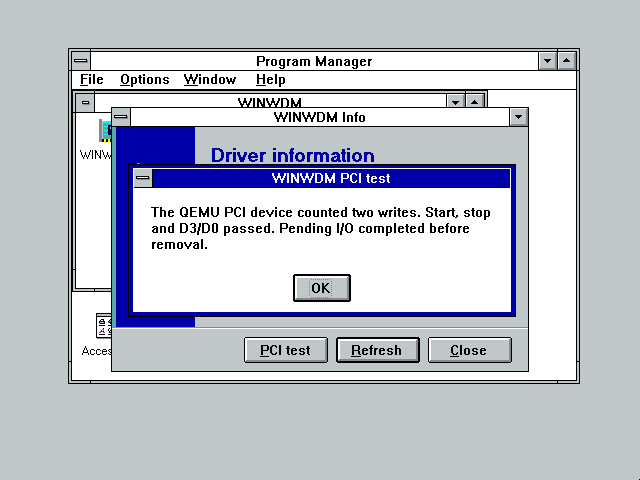 Program Manager
File Options Window Help
WINWDM
WINWDM Info
Driver information
WINWDM PCI test
The QEMU PCI device counted two writes. Start, stop
and D3/D0 passed. Pending I/O completed before
removal.
OK
PCI test Refresh Close